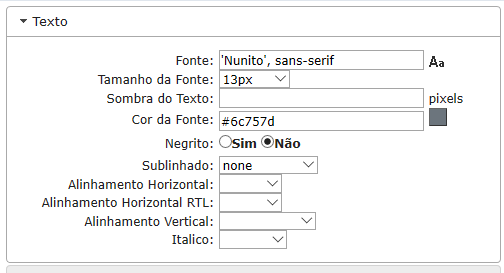 Texto
Fonte: 'Nunito', sans-serif Aa
Tamanho da Fonte: 13px
Sombra do Texto: pixels
Cor da Fonte: #6c757d
Negrito: Sim Não
Sublinhado: none
Alinhamento Horizontal:
Alinhamento Horizontal RTL:
Alinhamento Vertical:
Italico: